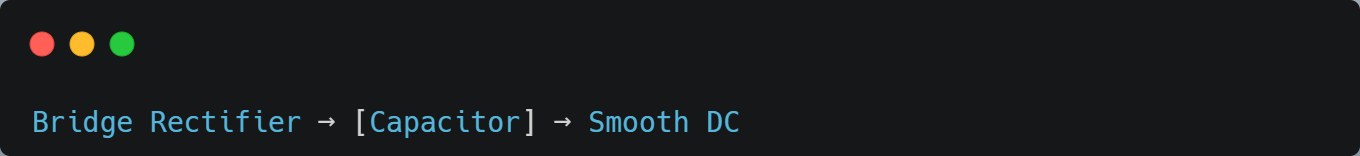 Bridge Rectifier → [Capacitor] → Smooth DC